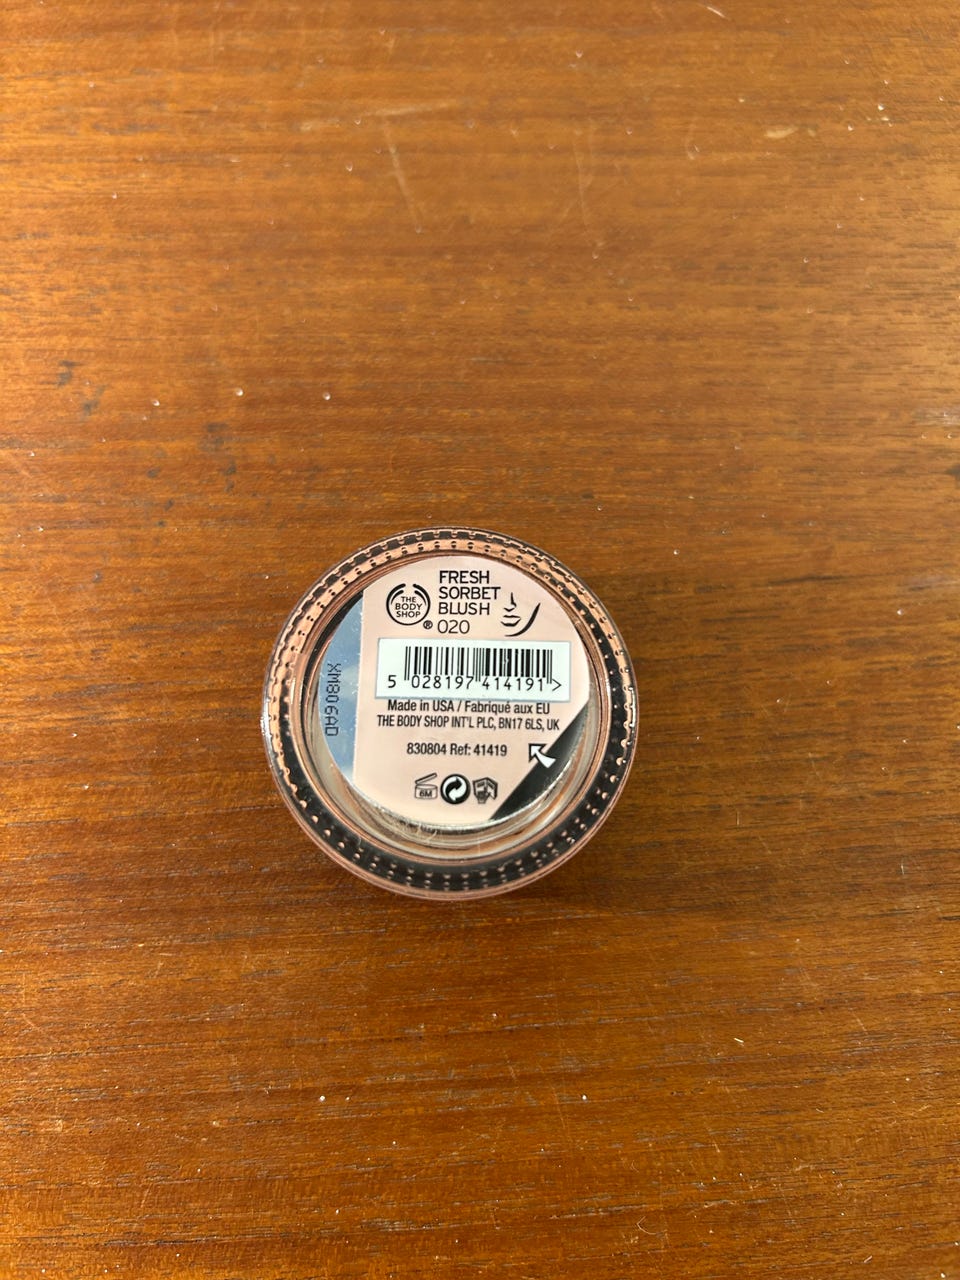 THE
BODY
SHOP
®
FRESH
SORBET
BLUSH
020
5 028197 414191 >
Made in USA / Fabriqué aux EU
THE BODY SHOP INT'L PLC, BN17 6LS, UK
830804 Ref: 41419
6M
XM806AD